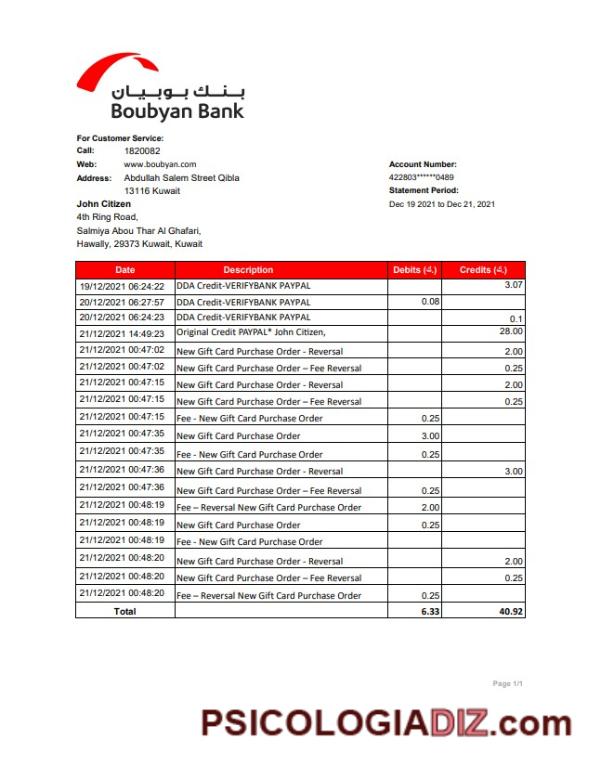 بنك بوبيان
Boubyan Bank
For Customer Service:
Call: 1820082
Web: www.boubyan.com
Address: Abdullah Salem Street Qibla
13116 Kuwait
Account Number:
422803******0489
Statement Period:
Dec 19 2021 to Dec 21, 2021
John Citizen
4th Ring Road,
Salmiya Abou Thar Al Ghafari,
Hawally, 29373 Kuwait, Kuwait
Date Description Debits (د.) Credits (د.)
19/12/2021 06:24:22 DDA Credit-VERIFYBANK PAYPAL 3.07
20/12/2021 06:27:57 DDA Credit-VERIFYBANK PAYPAL 0.08
20/12/2021 06:24:23 DDA Credit-VERIFYBANK PAYPAL 0.1
21/12/2021 14:49:23 Original Credit PAYPAL* John Citizen, 28.00
21/12/2021 00:47:02 New Gift Card Purchase Order - Reversal 2.00
21/12/2021 00:47:02 New Gift Card Purchase Order – Fee Reversal 0.25
21/12/2021 00:47:15 New Gift Card Purchase Order - Reversal 2.00
21/12/2021 00:47:15 New Gift Card Purchase Order – Fee Reversal 0.25
21/12/2021 00:47:15 Fee - New Gift Card Purchase Order 0.25
21/12/2021 00:47:35 New Gift Card Purchase Order 3.00
21/12/2021 00:47:35 Fee - New Gift Card Purchase Order 0.25
21/12/2021 00:47:36 New Gift Card Purchase Order - Reversal 3.00
21/12/2021 00:47:36 New Gift Card Purchase Order – Fee Reversal 0.25
21/12/2021 00:48:19 Fee – Reversal New Gift Card Purchase Order 2.00
21/12/2021 00:48:19 New Gift Card Purchase Order 0.25
21/12/2021 00:48:19 Fee - New Gift Card Purchase Order
21/12/2021 00:48:20 New Gift Card Purchase Order - Reversal 2.00
21/12/2021 00:48:20 New Gift Card Purchase Order – Fee Reversal 0.25
21/12/2021 00:48:20 Fee – Reversal New Gift Card Purchase Order 0.25
Total 6.33 40.92
Page 1/1
PSICOLOGIADIZ.com